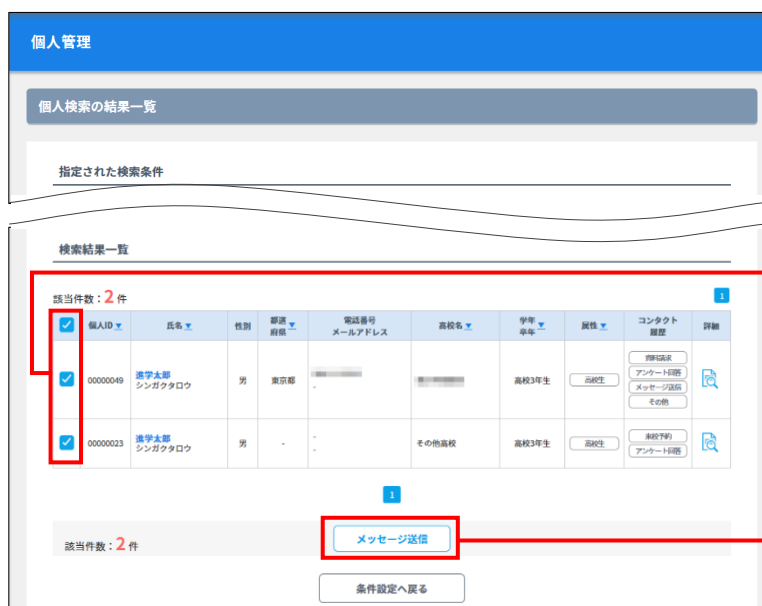 個人管理
個人検索の結果一覧
指定された検索条件
検索結果一覧
該当件数：2 件
1
個人ID 氏名 性別 都道府県 電話番号 メールアドレス 高校名 学年 卒年 属性 コンタクト履歴 詳細
00000049 進学太郎 シンガクタロウ 男 東京都 - 高校3年生 高校生 資料請求 アンケート回答 メッセージ送信 その他
00000023 進学太郎 シンガクタロウ 男 - - - その他高校 高校3年生 高校生 来校予約 アンケート回答
1
該当件数：2 件
メッセージ送信
条件設定へ戻る